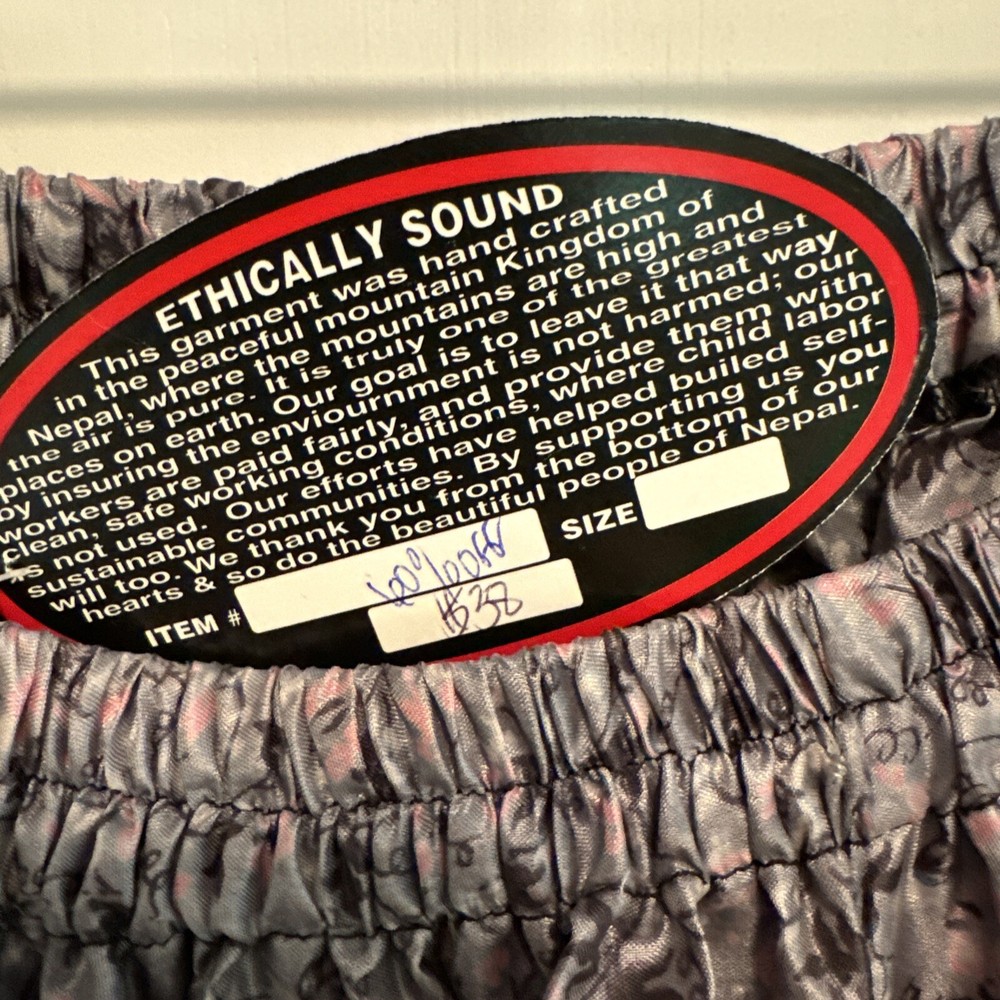 ETHICALLY SOUND
This garment was hand crafted
in the peaceful mountain Kingdom of
Nepal, where the mountains are high and
the air is pure. It is truly one of the greatest
places on earth. Our goal is to leave it that way
by insuring the enviournment is not harmed; our
workers are paid fairly, and provide them with
clean, safe working conditions, where child labor
is not used. Our efforts have helped builed self-
sustainable communities. By supporting us you
will too. We thank you from the bottom of our
hearts & so do the beautiful people of Nepal.
ITEM # 60% off SIZE
$38